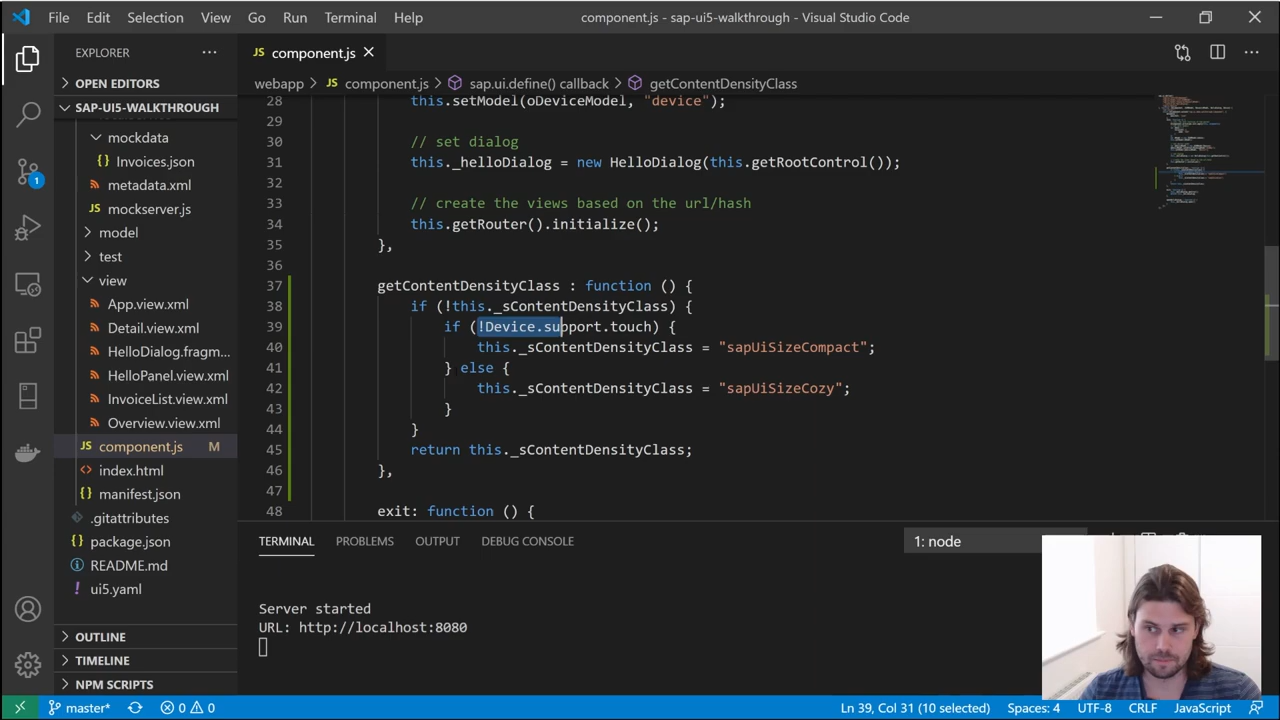 File Edit Selection View Go Run Terminal Help
component.js - sap-ui5-walkthrough - Visual Studio Code
EXPLORER
OPEN EDITORS
SAP-UI5-WALKTHROUGH
mockdata
{} Invoices.json
metadata.xml
JS mockserver.js
model
test
view
App.view.xml
Detail.view.xml
HelloDialog.fragm...
HelloPanel.view.xml
InvoiceList.view.xml
Overview.view.xml
JS component.js M
<> index.html
{} manifest.json
.gitattributes
package.json
README.md
! ui5.yaml
OUTLINE
TIMELINE
NPM SCRIPTS
1
JS component.js
webapp > JS component.js > sap.ui.define() callback > getContentDensityClass
28 this.setModel(oDeviceModel, "device");
29
30 // set dialog
31 this._helloDialog = new HelloDialog(this.getRootControl());
32
33 // create the views based on the url/hash
34 this.getRouter().initialize();
35 },
36
37 getContentDensityClass : function () {
38 if (!this._sContentDensityClass) {
39 if (!Device.support.touch) {
40 this._sContentDensityClass = "sapUiSizeCompact";
41 } else {
42 this._sContentDensityClass = "sapUiSizeCozy";
43 }
44 }
45 return this._sContentDensityClass;
46 },
47
48 exit: function () {
TERMINAL PROBLEMS OUTPUT DEBUG CONSOLE
1: node
Server started
URL: http://localhost:8080
master* 0 0
Ln 39, Col 31 (10 selected) Spaces: 4 UTF-8 CRLF JavaScript